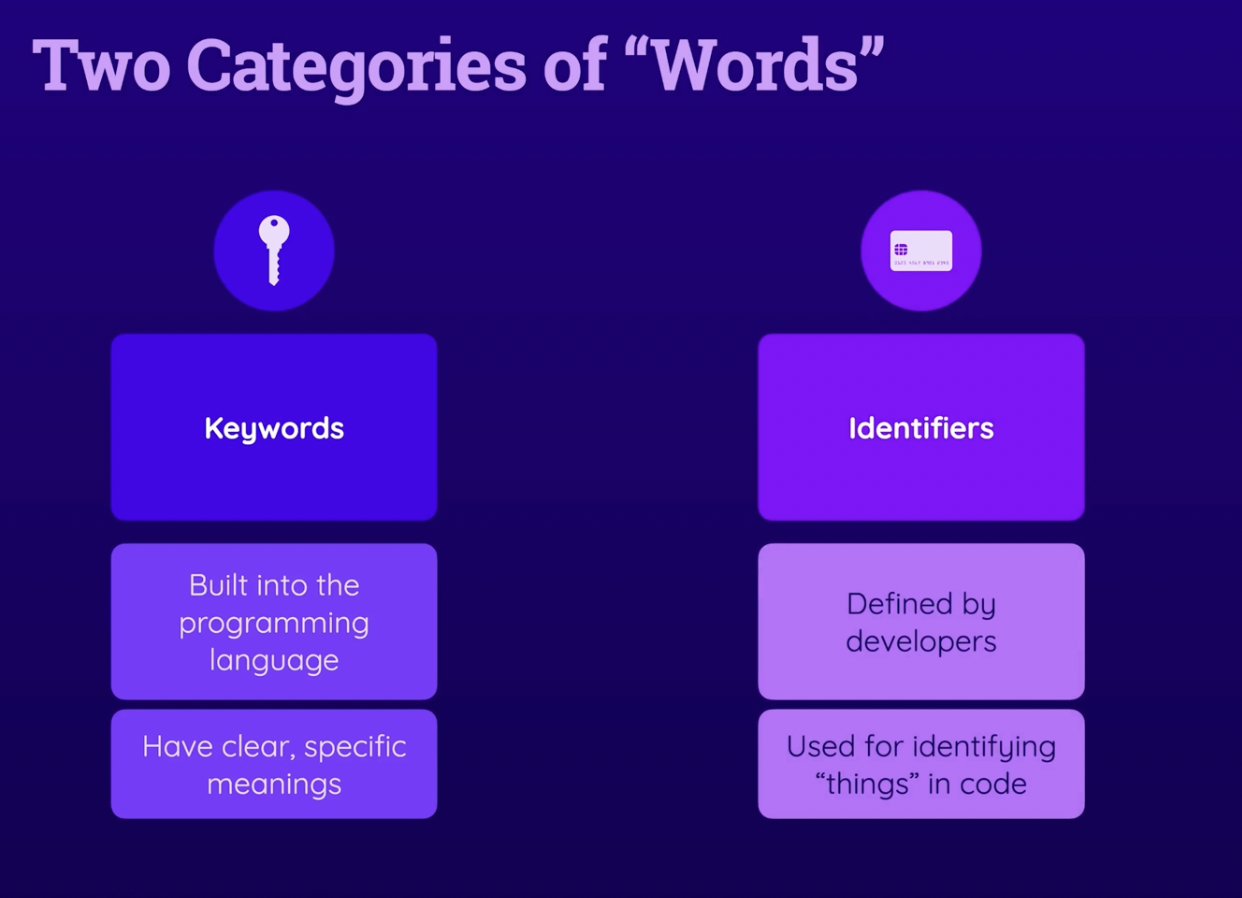 Two Categories of “Words”
Keywords
Identifiers
Built into the
programming
language
Defined by
developers
Have clear, specific
meanings
Used for identifying
“things” in code